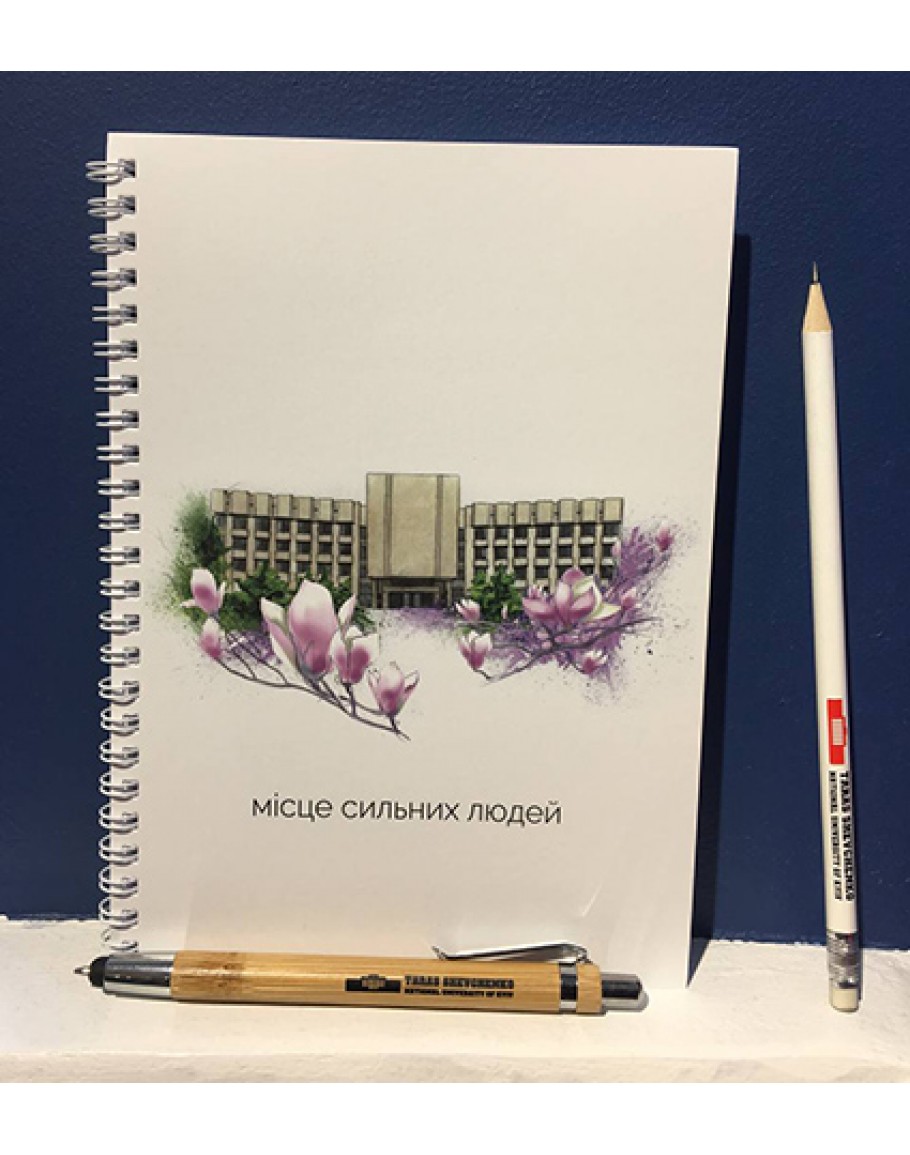 місце сильних людей
TARAS SHEVCHENKO
NATIONAL UNIVERSITY OF KYIV
TARAS SHEVCHENKO
NATIONAL UNIVERSITY OF KYIV